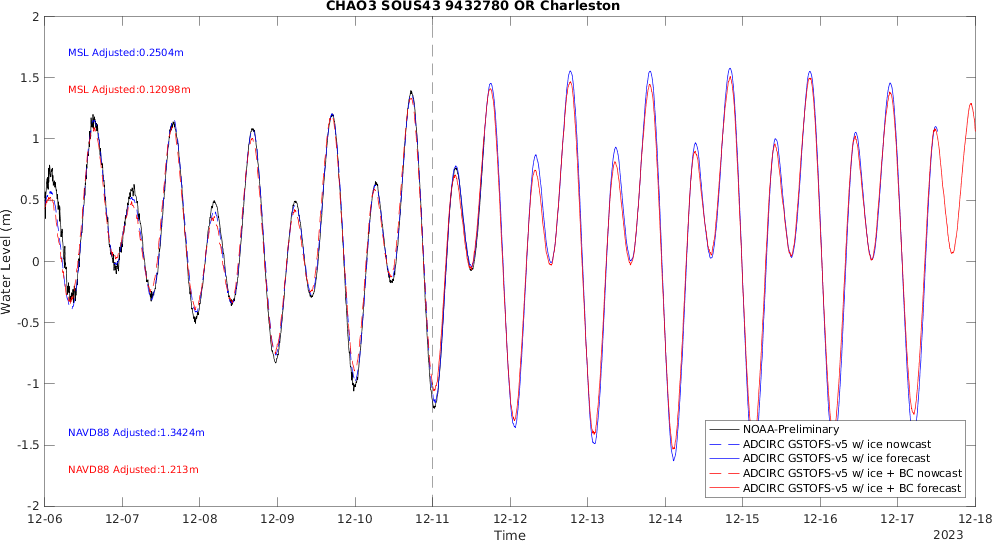 CHAO3 SOUS43 9432780 OR Charleston
MSL Adjusted:0.2504m
MSL Adjusted:0.12098m
NAVD88 Adjusted:1.3424m
NAVD88 Adjusted:1.213m
Water Level (m)
2
1.5
1
0.5
0
-0.5
-1
-1.5
-2
NOAA-Preliminary
ADCIRC GSTOFS-v5 w/ ice nowcast
ADCIRC GSTOFS-v5 w/ ice forecast
ADCIRC GSTOFS-v5 w/ ice + BC nowcast
ADCIRC GSTOFS-v5 w/ ice + BC forecast
12-06 12-07 12-08 12-09 12-10 12-11 12-12 12-13 12-14 12-15 12-16 12-17 12-18
Time
2023